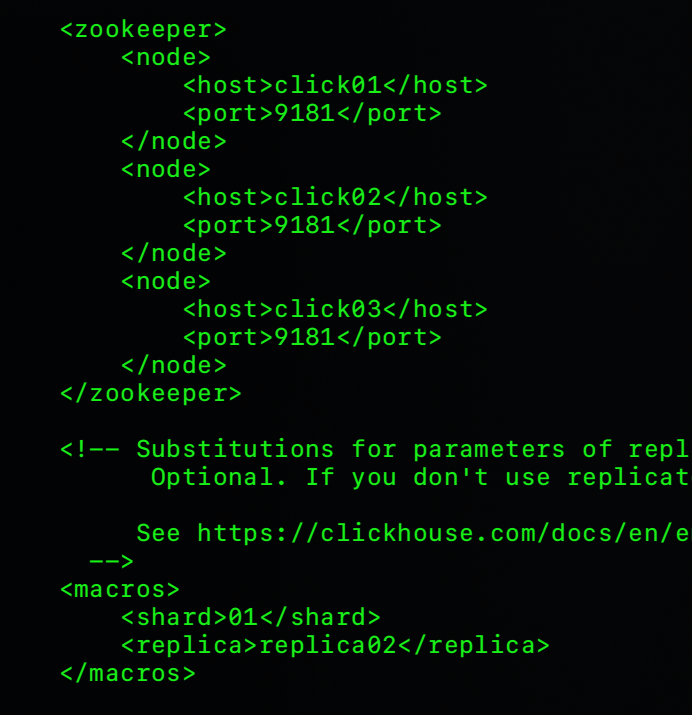 <zookeeper>
<node>
<host>click01</host>
<port>9181</port>
</node>
<node>
<host>click02</host>
<port>9181</port>
</node>
<node>
<host>click03</host>
<port>9181</port>
</node>
</zookeeper>
<!-- Substitutions for parameters of repl
Optional. If you don't use replicat
See https://clickhouse.com/docs/en/e
-->
<macros>
<shard>01</shard>
<replica>replica02</replica>
</macros>